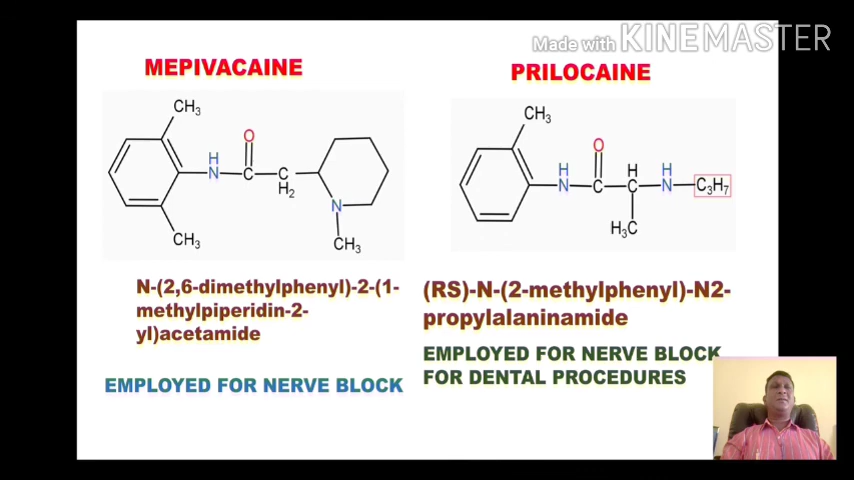 Made with KINEMASTER
MEPIVACAINE
CH3
O
H
N
C
C
H2
N
CH3
CH3
N-(2,6-dimethylphenyl)-2-(1-
methylpiperidin-2-
yl)acetamide
EMPLOYED FOR NERVE BLOCK
PRILOCAINE
CH3
O
H
N
C
H
C
H
N
C3H7
H3C
(RS)-N-(2-methylphenyl)-N2-
propylalaninamide
EMPLOYED FOR NERVE BLOCK
FOR DENTAL PROCEDURES